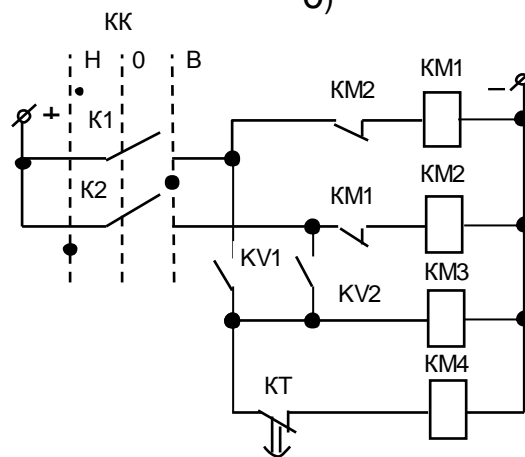 б)
КК
Н 0 В
+ К1 КМ2 КМ1 –
К2 КМ1 КМ2
KV1 KV2 КМ3
КТ КМ4